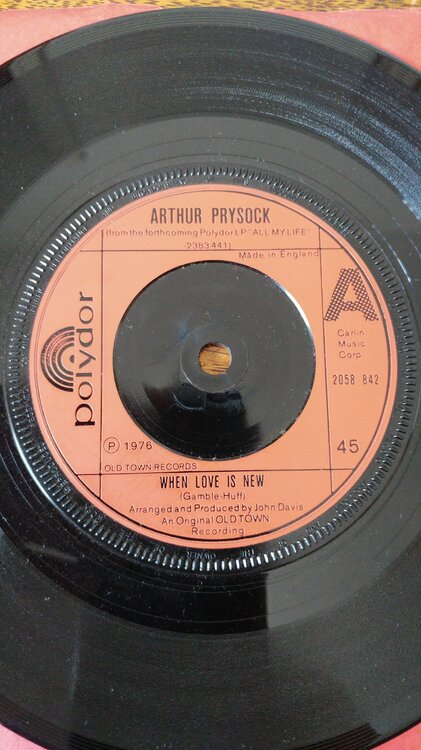 ARTHUR PRYSOCK
(from the forthcoming Polydor L.P. "ALL MY LIFE"
2383 441)
Made in England
A
polydor
Carlin
Music
Corp.
2058 842
℗ 1976
45
OLD TOWN RECORDS
WHEN LOVE IS NEW
(Gamble-Huff)
Arranged and Produced by John Davis
An Original OLD TOWN
Recording